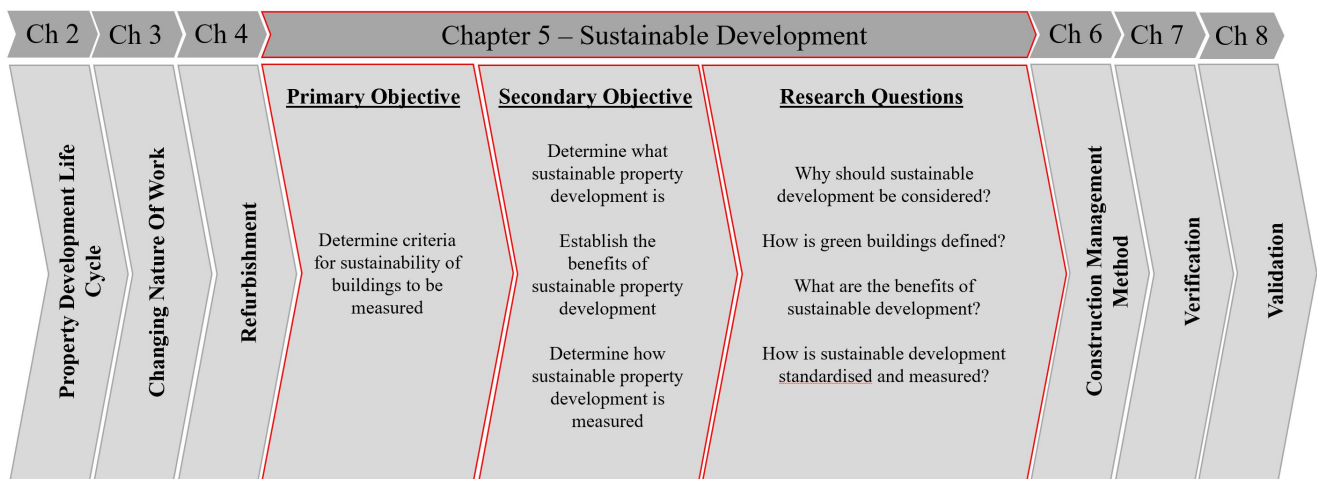 Ch 2
Ch 3
Ch 4
Chapter 5 – Sustainable Development
Ch 6
Ch 7
Ch 8
Property Development Life
Cycle
Changing Nature Of Work
Refurbishment
Primary Objective
Determine criteria
for sustainability of
buildings to be
measured
Secondary Objective
Determine what
sustainable property
development is
Establish the
benefits of
sustainable property
development
Determine how
sustainable property
development is
measured
Research Questions
Why should sustainable
development be considered?
How is green buildings defined?
What are the benefits of
sustainable development?
How is sustainable development
standardised and measured?
Construction Management
Method
Verification
Validation